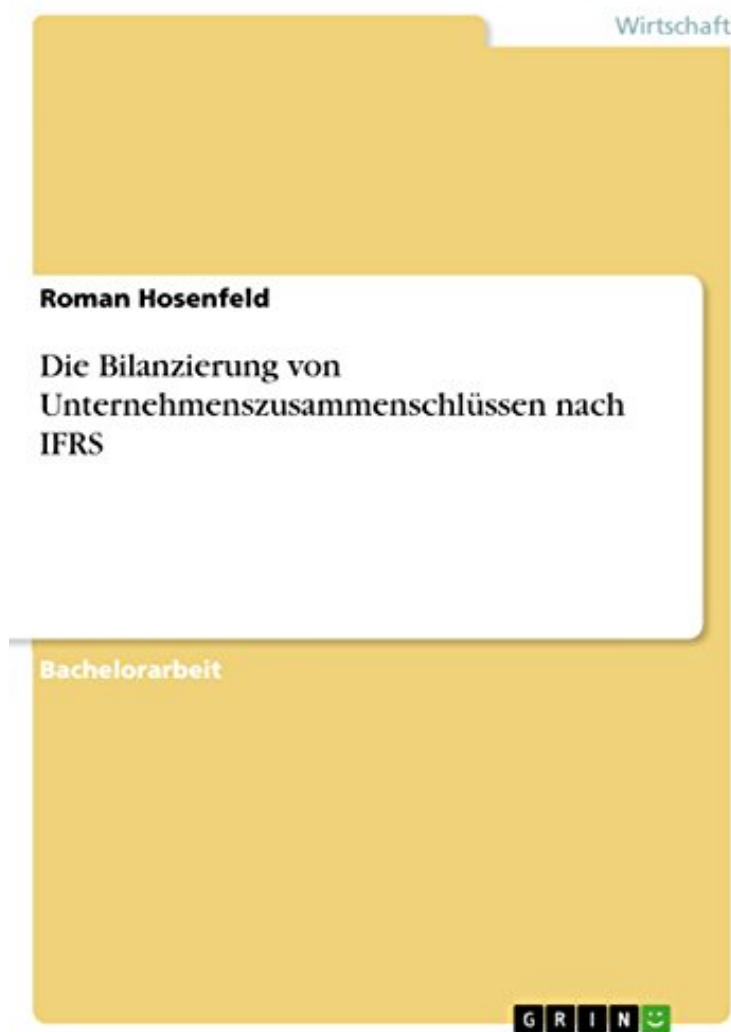 Wirtschaft
Roman Hosenfeld
Die Bilanzierung von
Unternehmenszusammenschlüssen nach
IFRS
Bachelorarbeit
GRIN